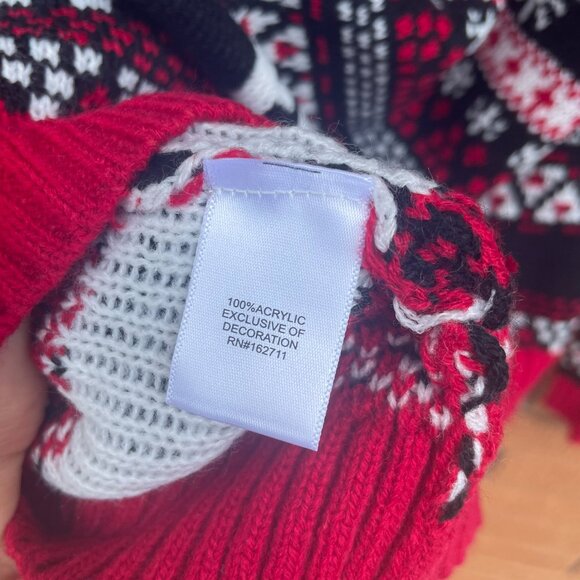 100%ACRYLIC
EXCLUSIVE OF
DECORATION
RN#162711